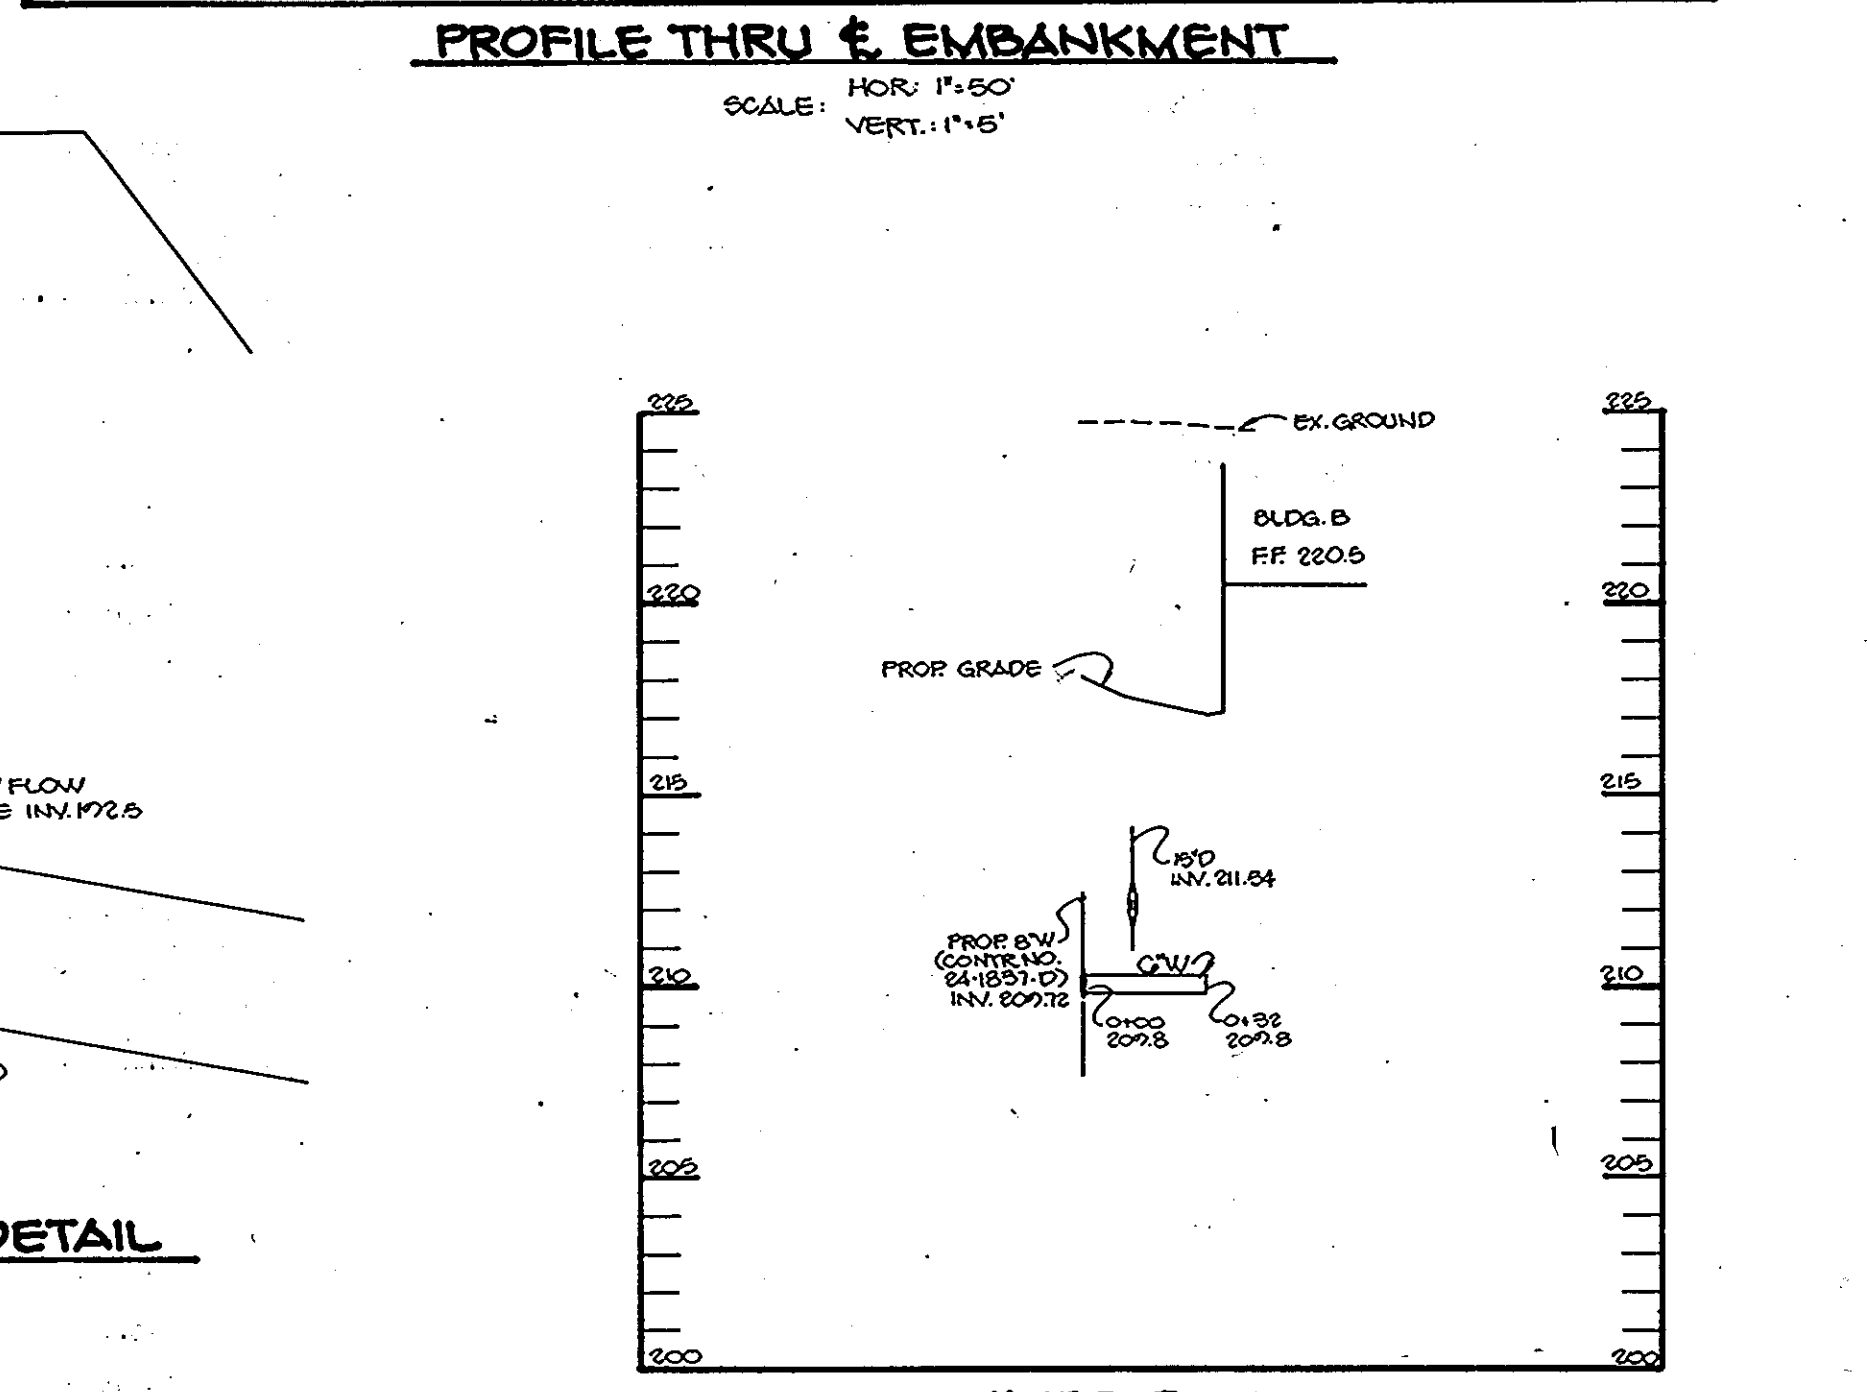 PROFILE THRU ℄ EMBANKMENT
SCALE: HOR: 1"=50'
VERT.: 1"=5'
225
225
EX. GROUND
BLDG. B
F.F. 220.5
220
220
PROP. GRADE
FLOW
INV. 192.5
215
215
15"D
INV. 211.54
PROP. 8"W
(CONTR NO.
24-1857-D)
INV. 209.72
6"W
210
210
0+00
209.8
0+32
209.8
205
205
DETAIL
200
200